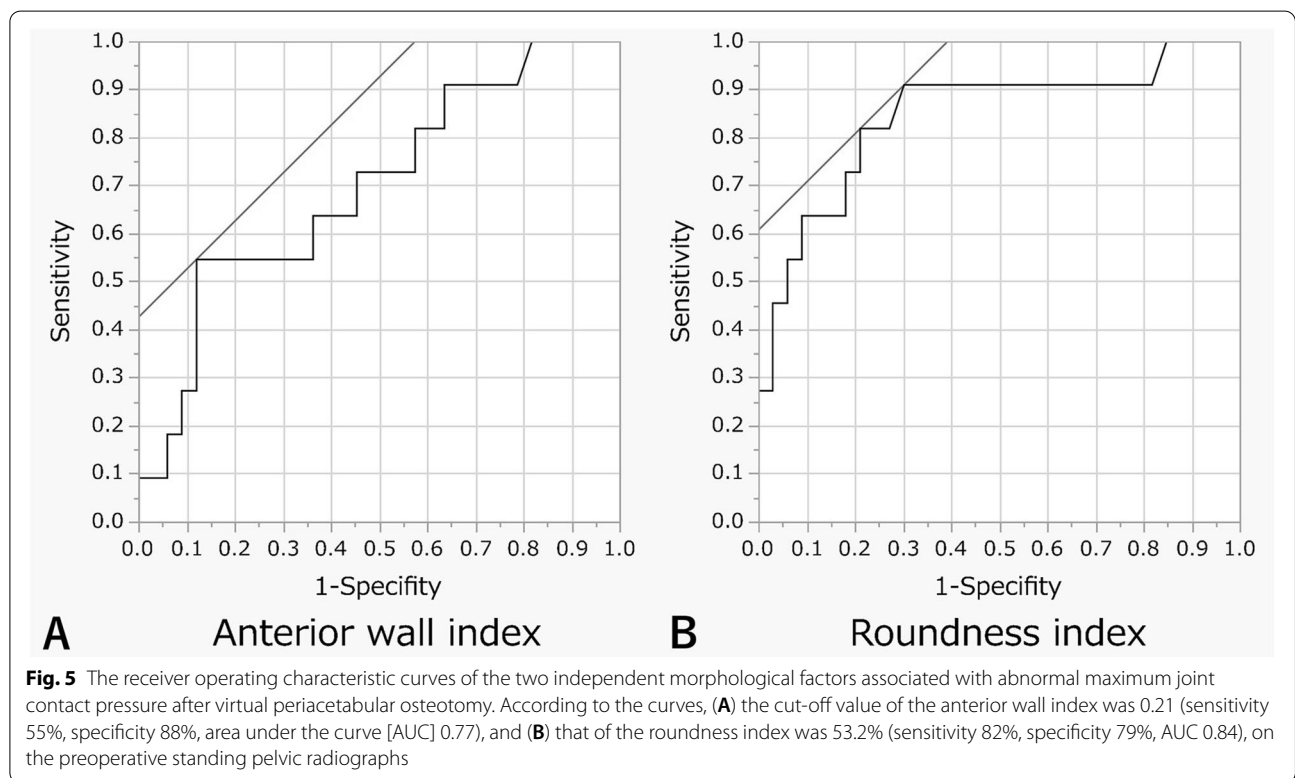 1.0
0.9
0.8
0.7
0.6
0.5
0.4
0.3
0.2
0.1
0.0
Sensitivity
0.0 0.1 0.2 0.3 0.4 0.5 0.6 0.7 0.8 0.9 1.0
1-Specifity
A Anterior wall index
1.0
0.9
0.8
0.7
0.6
0.5
0.4
0.3
0.2
0.1
0.0
Sensitivity
0.0 0.1 0.2 0.3 0.4 0.5 0.6 0.7 0.8 0.9 1.0
1-Specifity
B Roundness index
Fig. 5 The receiver operating characteristic curves of the two independent morphological factors associated with abnormal maximum joint
contact pressure after virtual periacetabular osteotomy. According to the curves, (A) the cut-off value of the anterior wall index was 0.21 (sensitivity
55%, specificity 88%, area under the curve [AUC] 0.77), and (B) that of the roundness index was 53.2% (sensitivity 82%, specificity 79%, AUC 0.84), on
the preoperative standing pelvic radiographs